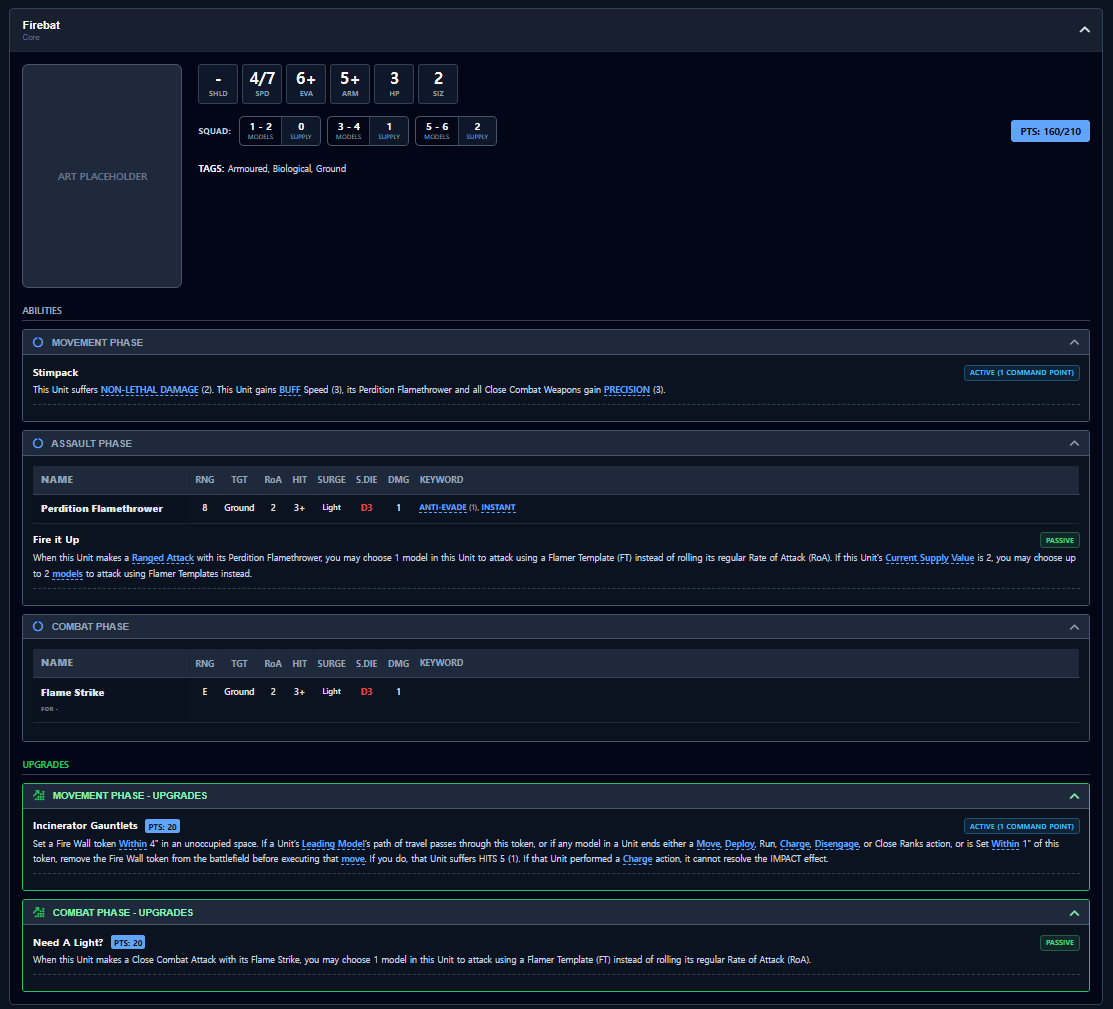 Firebat
Core
ART PLACEHOLDER
- 4/7 6+ 5+ 3 2
SHLD SPD EVA ARM HP SIZ
SQUAD: 1 - 2 MODELS 0 SUPPLY 3 - 4 MODELS 1 SUPPLY 5 - 6 MODELS 2 SUPPLY
PTS: 160/210
TAGS: Armoured, Biological, Ground
ABILITIES
MOVEMENT PHASE
Stimpack
ACTIVE (1 COMMAND POINT)
This Unit suffers NON-LETHAL DAMAGE (2). This Unit gains BUFF Speed (3), its Perdition Flamethrower and all Close Combat Weapons gain PRECISION (3).
ASSAULT PHASE
NAME RNG TGT RoA HIT SURGE S.DIE DMG KEYWORD
Perdition Flamethrower 8 Ground 2 3+ Light D3 1 ANTI-EVADE (1), INSTANT
Fire it Up
PASSIVE
When this Unit makes a Ranged Attack with its Perdition Flamethrower, you may choose 1 model in this Unit to attack using a Flamer Template (FT) instead of rolling its regular Rate of Attack (RoA). If this Unit's Current Supply Value is 2, you may choose up
to 2 models to attack using Flamer Templates instead.
COMBAT PHASE
NAME RNG TGT RoA HIT SURGE S.DIE DMG KEYWORD
Flame Strike E Ground 2 3+ Light D3 1
FOR -
UPGRADES
MOVEMENT PHASE - UPGRADES
Incinerator Gauntlets PTS: 20
ACTIVE (1 COMMAND POINT)
Set a Fire Wall token Within 4" in an unoccupied space. If a Unit's Leading Model's path of travel passes through this token, or if any model in a Unit ends either a Move, Deploy, Run, Charge, Disengage, or Close Ranks action, or is Set Within 1" of this
token, remove the Fire Wall token from the battlefield before executing that move. If you do, that Unit suffers HITS 5 (1). If that Unit performed a Charge action, it cannot resolve the IMPACT effect.
COMBAT PHASE - UPGRADES
Need A Light? PTS: 20
PASSIVE
When this Unit makes a Close Combat Attack with its Flame Strike, you may choose 1 model in this Unit to attack using a Flamer Template (FT) instead of rolling its regular Rate of Attack (RoA).